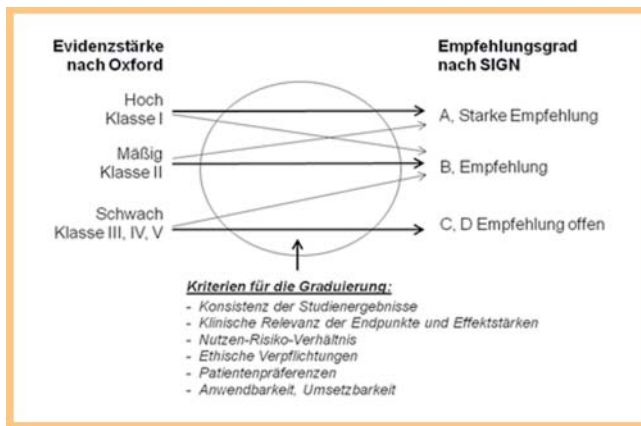 Evidenzstärke
nach Oxford
Empfehlungsgrad
nach SIGN
Hoch
Klasse I
A, Starke Empfehlung
Mäßig
Klasse II
B, Empfehlung
Schwach
Klasse III, IV, V
C, D Empfehlung offen
Kriterien für die Graduierung:
- Konsistenz der Studienergebnisse
- Klinische Relevanz der Endpunkte und Effektstärken
- Nutzen-Risiko-Verhältnis
- Ethische Verpflichtungen
- Patientenpräferenzen
- Anwendbarkeit, Umsetzbarkeit